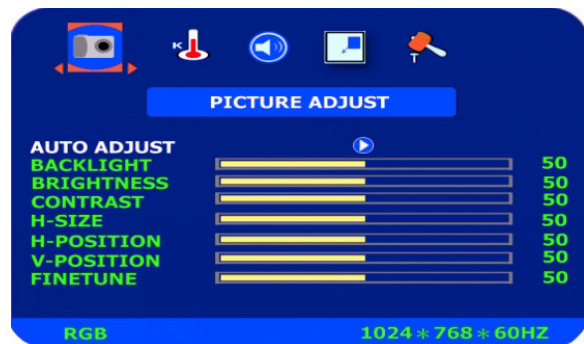 K
PICTURE ADJUST
AUTO ADJUST
BACKLIGHT 50
BRIGHTNESS 50
CONTRAST 50
H-SIZE 50
H-POSITION 50
V-POSITION 50
FINETUNE 50
RGB 1024*768*60HZ